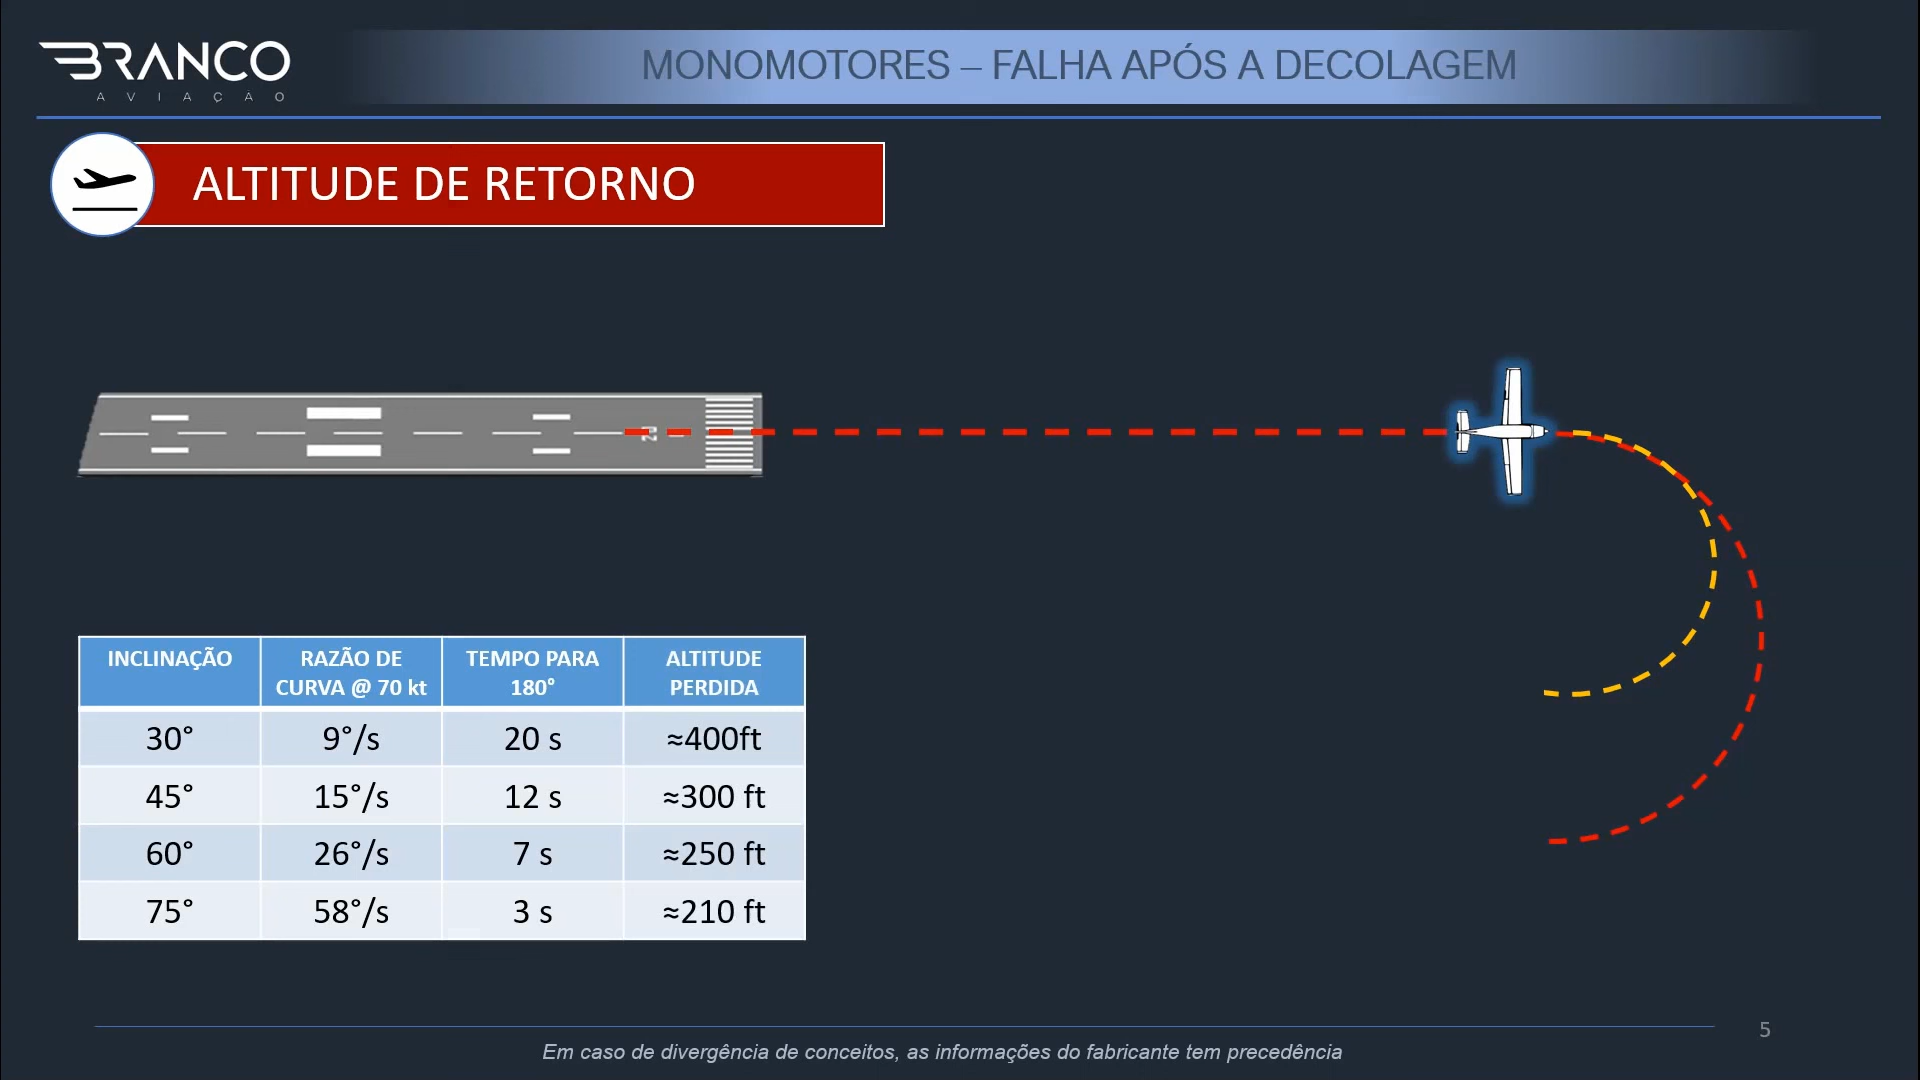 BRANCO
AVIAÇÃO
MONOMOTORES – FALHA APÓS A DECOLAGEM
ALTITUDE DE RETORNO
INCLINAÇÃO
RAZÃO DE
CURVA @ 70 kt
TEMPO PARA
180°
ALTITUDE
PERDIDA
30° 9°/s 20 s ≈400ft
45° 15°/s 12 s ≈300 ft
60° 26°/s 7 s ≈250 ft
75° 58°/s 3 s ≈210 ft
5
Em caso de divergência de conceitos, as informações do fabricante tem precedência